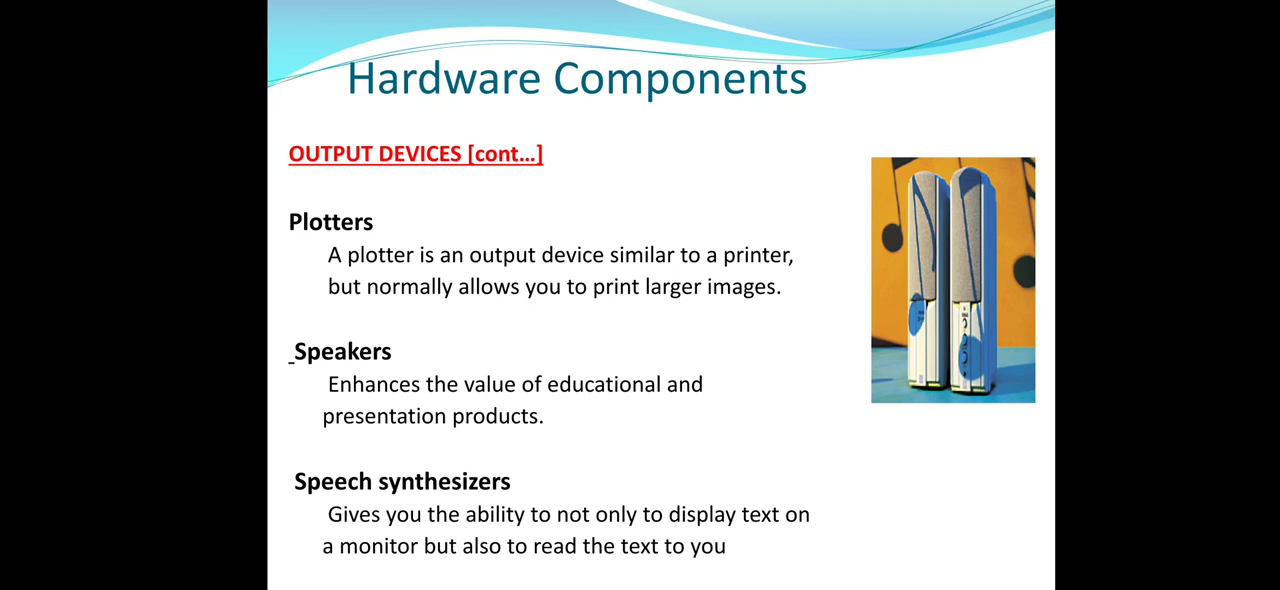 Hardware Components
OUTPUT DEVICES [cont...]
Plotters
A plotter is an output device similar to a printer,
but normally allows you to print larger images.
Speakers
Enhances the value of educational and
presentation products.
Speech synthesizers
Gives you the ability to not only to display text on
a monitor but also to read the text to you